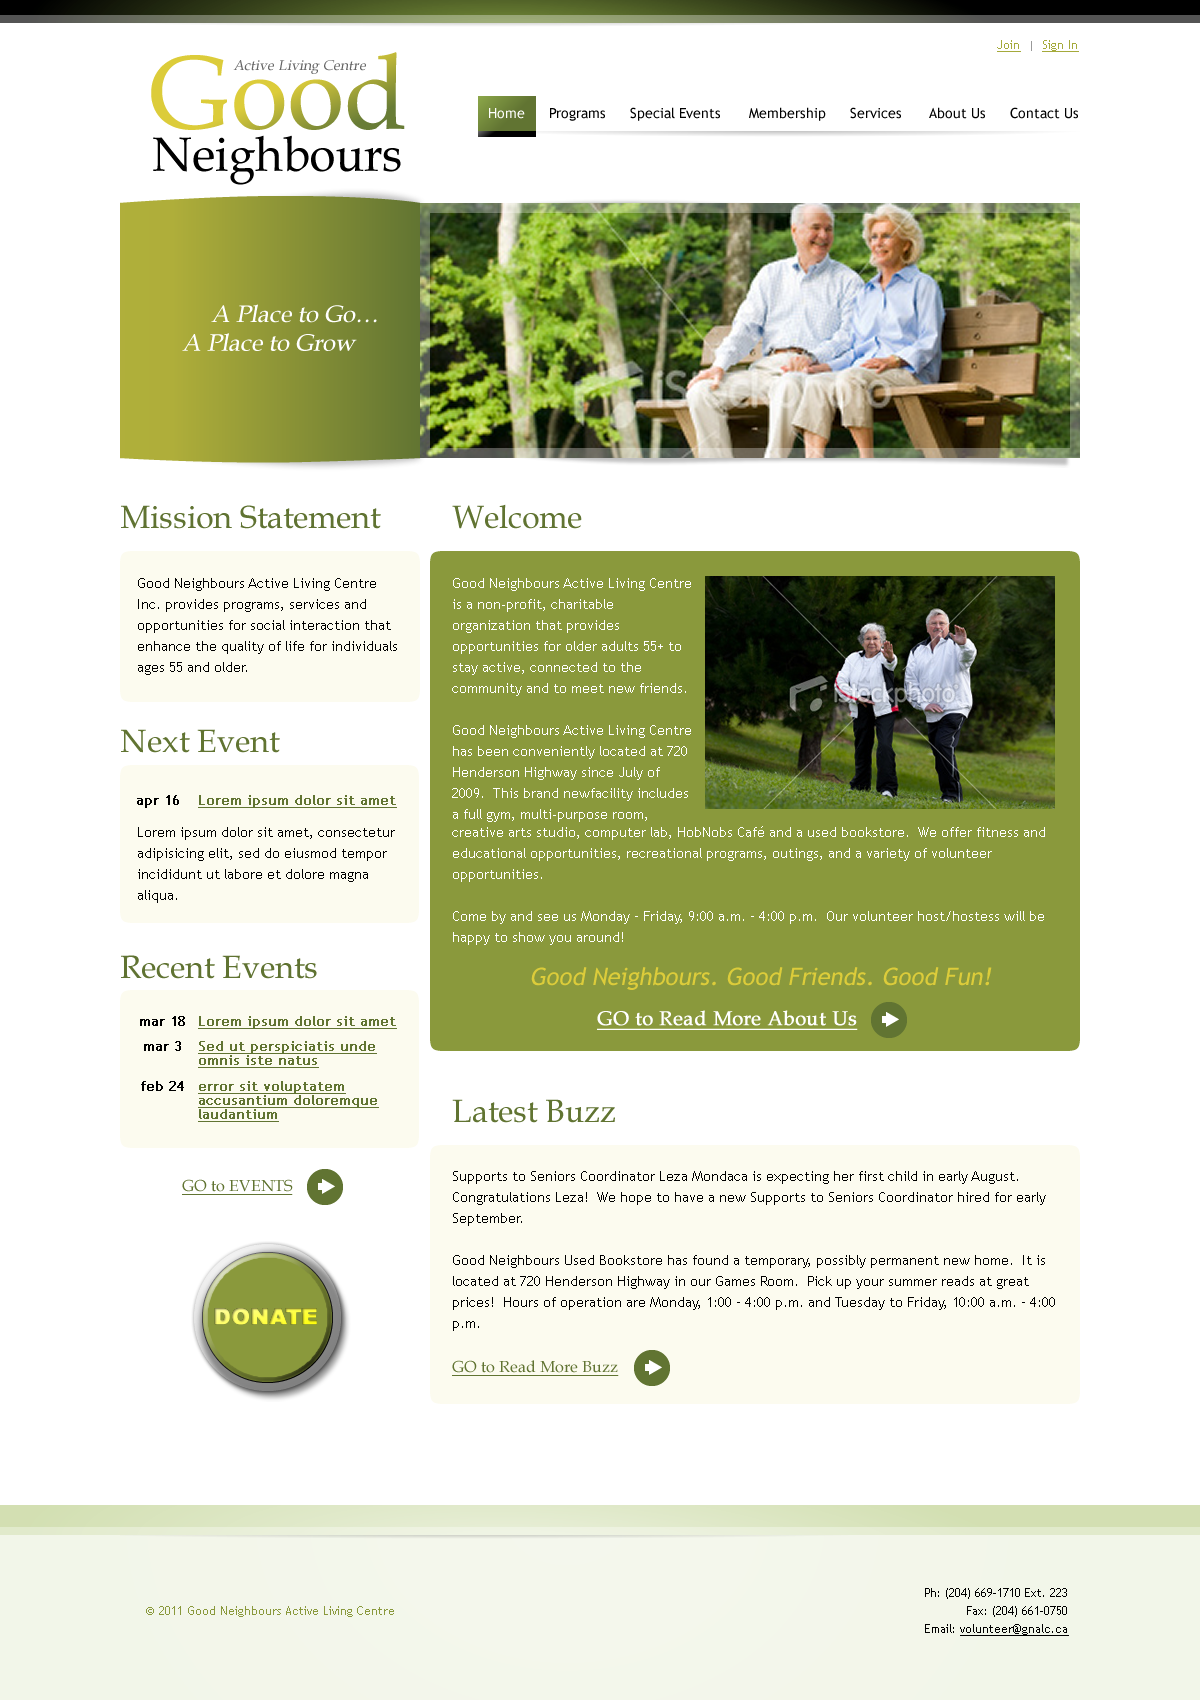 Join | Sign In
Active Living Centre
Good
Neighbours
Home Programs Special Events Membership Services About Us Contact Us
A Place to Go...
A Place to Grow
iStockphoto
Mission Statement
Good Neighbours Active Living Centre
Inc. provides programs, services and
opportunities for social interaction that
enhance the quality of life for individuals
ages 55 and older.
Next Event
apr 16 Lorem ipsum dolor sit amet
Lorem ipsum dolor sit amet, consectetur
adipisicing elit, sed do eiusmod tempor
incididunt ut labore et dolore magna
aliqua.
Recent Events
mar 18 Lorem ipsum dolor sit amet
mar 3 Sed ut perspiciatis unde
omnis iste natus
feb 24 error sit voluptatem
accusantium doloremque
laudantium
GO to EVENTS
DONATE
Welcome
Good Neighbours Active Living Centre
is a non-profit, charitable
organization that provides
opportunities for older adults 55+ to
stay active, connected to the
community and to meet new friends.
iStockphoto
Good Neighbours Active Living Centre
has been conveniently located at 720
Henderson Highway since July of
2009. This brand newfacility includes
a full gym, multi-purpose room,
creative arts studio, computer lab, HobNobs Café and a used bookstore. We offer fitness and
educational opportunities, recreational programs, outings, and a variety of volunteer
opportunities.
Come by and see us Monday - Friday, 9:00 a.m. - 4:00 p.m. Our volunteer host/hostess will be
happy to show you around!
Good Neighbours. Good Friends. Good Fun!
GO to Read More About Us
Latest Buzz
Supports to Seniors Coordinator Leza Mondaca is expecting her first child in early August.
Congratulations Leza! We hope to have a new Supports to Seniors Coordinator hired for early
September.
Good Neighbours Used Bookstore has found a temporary, possibly permanent new home. It is
located at 720 Henderson Highway in our Games Room. Pick up your summer reads at great
prices! Hours of operation are Monday, 1:00 - 4:00 p.m. and Tuesday to Friday, 10:00 a.m. - 4:00
p.m.
GO to Read More Buzz
© 2011 Good Neighbours Active Living Centre
Ph: (204) 669-1710 Ext. 223
Fax: (204) 661-0750
Email: volunteer@gnalc.ca